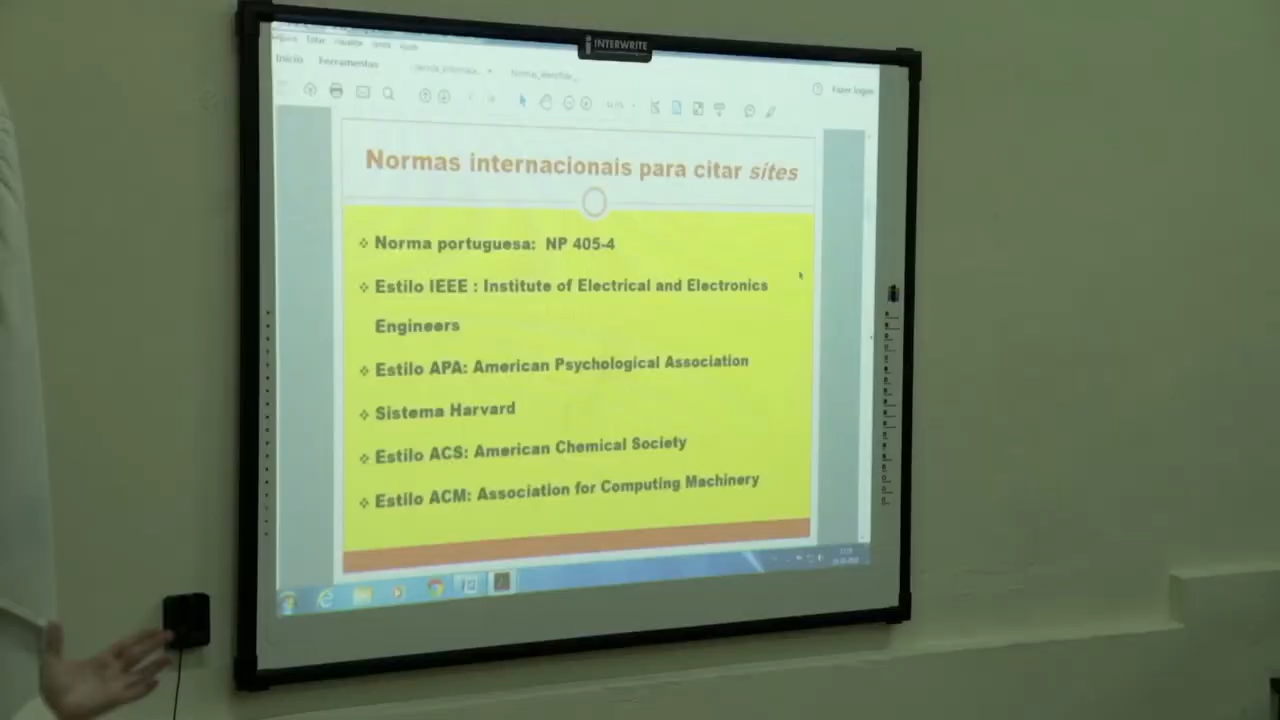 INTERWRITE
Início Ferramentas
Fazer login
Normas internacionais para citar sites
❖ Norma portuguesa: NP 405-4
❖ Estilo IEEE : Institute of Electrical and Electronics
Engineers
❖ Estilo APA: American Psychological Association
❖ Sistema Harvard
❖ Estilo ACS: American Chemical Society
❖ Estilo ACM: Association for Computing Machinery